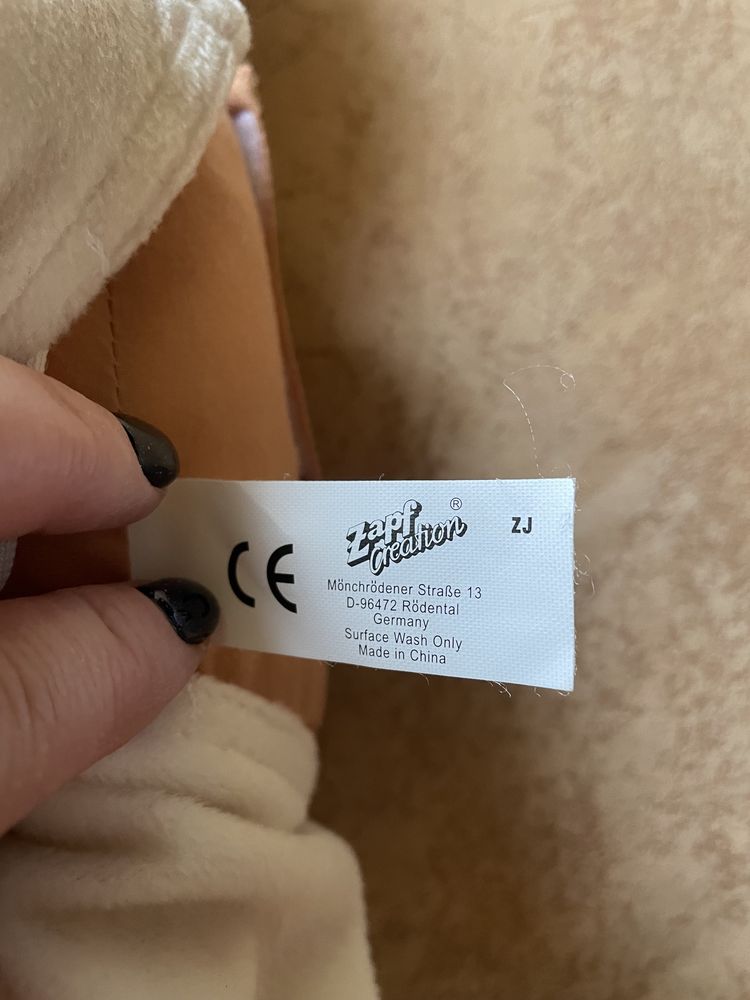 CE
Zapf ®
Creation
ZJ
Mönchrödener Straße 13
D-96472 Rödental
Germany
Surface Wash Only
Made in China